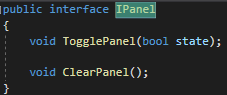 public interface IPanel
{
void TogglePanel(bool state);
void ClearPanel();
}